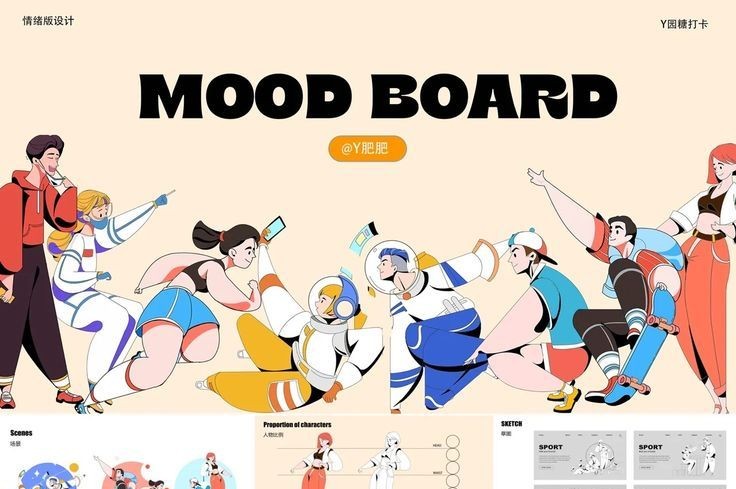 情绪版设计
Y园糖打卡
MOOD BOARD
@Y肥肥
Scenes
场景
Proportion of characters
人物比例
SKETCH
草图
SPORT
SPORT